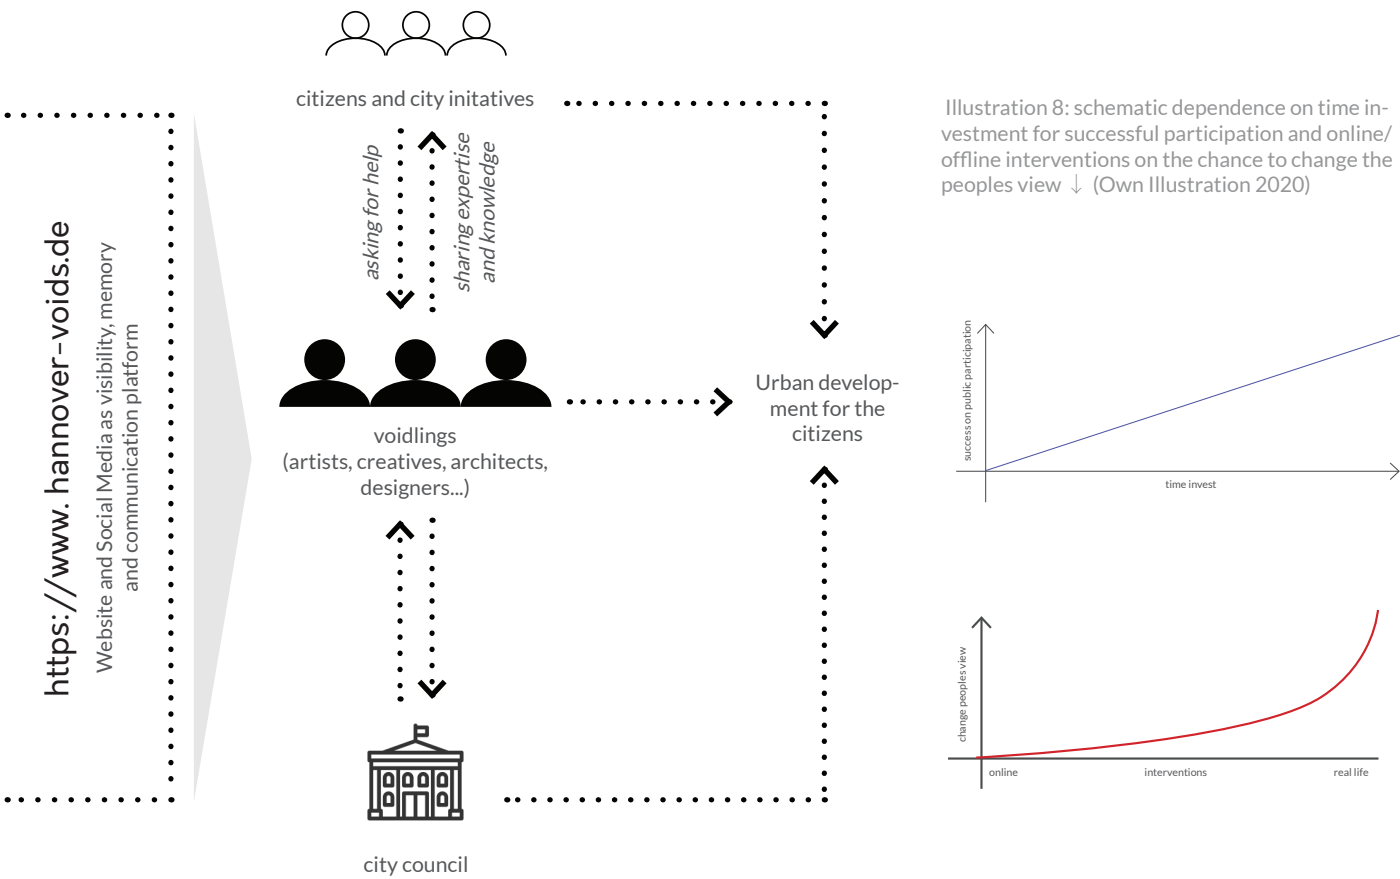 https://www. hannover-voids.de
Website and Social Media as visibility, memory
and communication platform
citizens and city initatives
asking for help
sharing expertise
and knowledge
voidlings
(artists, creatives, architects,
designers...)
city council
Urban develop-
ment for the
citizens
Illustration 8: schematic dependence on time in-
vestment for successful participation and online/
offline interventions on the chance to change the
peoples view ↓ (Own Illustration 2020)
success on public participation
time invest
change peoples view
online
interventions
real life